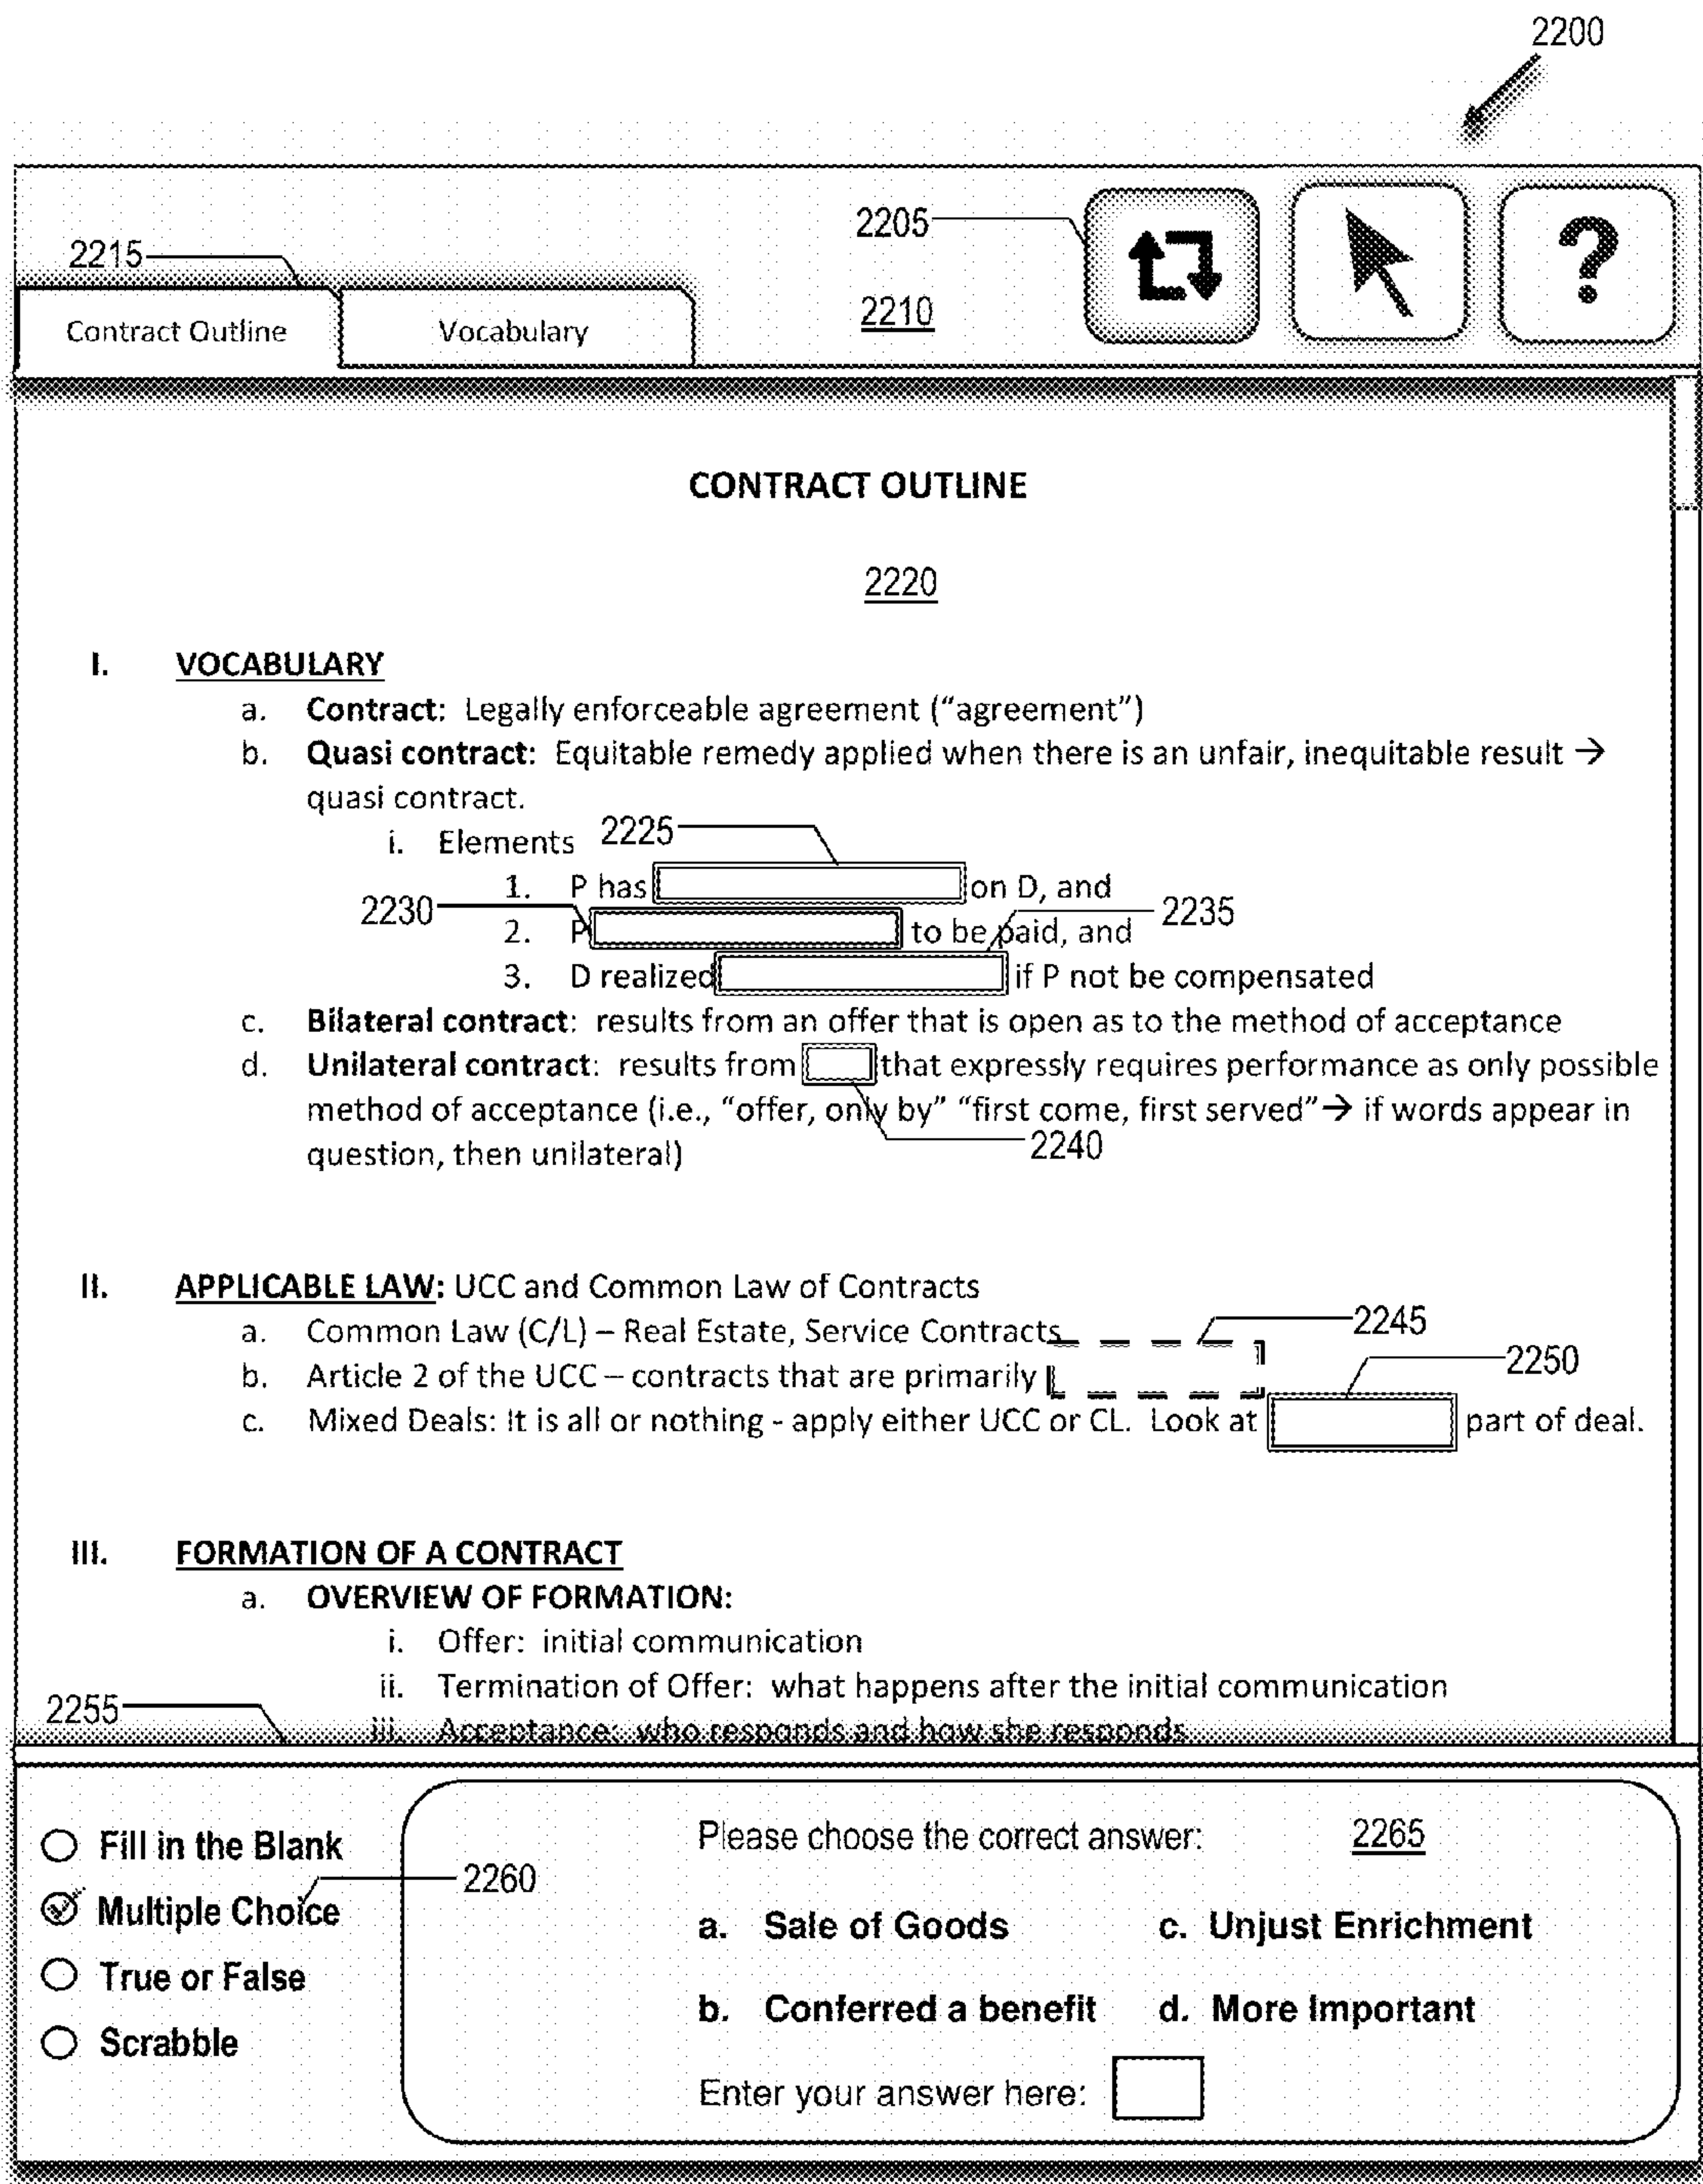 2200
2205
?
2215
Contract Outline
Vocabulary
2210
CONTRACT OUTLINE
2220
I. VOCABULARY
a. Contract: Legally enforceable agreement (“agreement”)
b. Quasi contract: Equitable remedy applied when there is an unfair, inequitable result →
quasi contract.
i. Elements 2225
1. P has on D, and
2230
2. P to be paid, and 2235
3. D realized if P not be compensated
c. Bilateral contract: results from an offer that is open as to the method of acceptance
d. Unilateral contract: results from that expressly requires performance as only possible
method of acceptance (i.e., “offer, only by” “first come, first served”→ if words appear in
question, then unilateral) 2240
II. APPLICABLE LAW: UCC and Common Law of Contracts
a. Common Law (C/L) – Real Estate, Service Contracts 2245
b. Article 2 of the UCC – contracts that are primarily 2250
c. Mixed Deals: It is all or nothing - apply either UCC or CL. Look at part of deal.
III. FORMATION OF A CONTRACT
a. OVERVIEW OF FORMATION:
i. Offer: initial communication
ii. Termination of Offer: what happens after the initial communication
2255
iii. Acceptance: who responds and how she responds
Fill in the Blank
Multiple Choice 2260
True or False
Scrabble
Please choose the correct answer: 2265
a. Sale of Goods c. Unjust Enrichment
b. Conferred a benefit d. More Important
Enter your answer here: